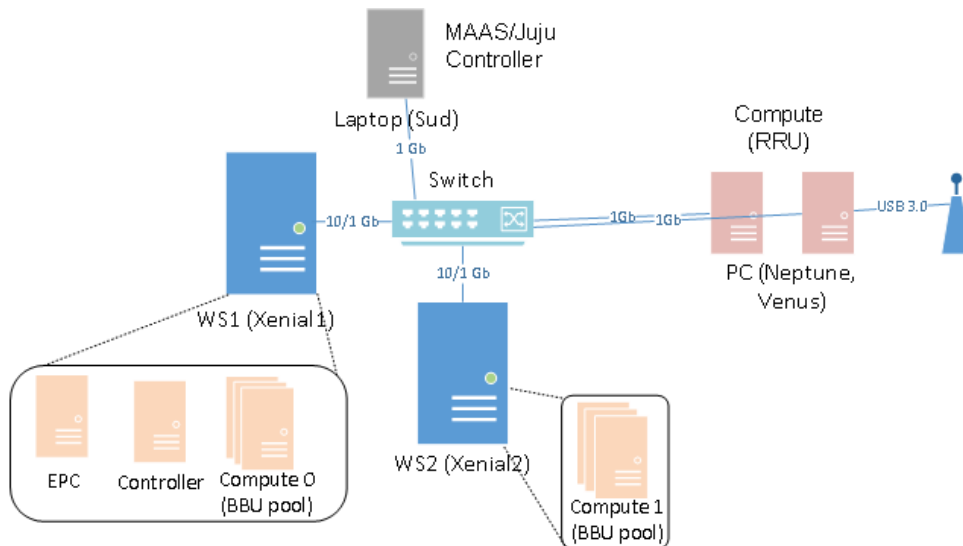 MAAS/Juju
Controller
Laptop (Sud)
1 Gb
Switch
Compute
(RRU)
10/1 Gb
1Gb
1Gb
USB 3.0
10/1 Gb
PC (Neptune,
Venus)
WS1 (Xenial1)
WS2 (Xenial2)
EPC
Controller
Compute 0
(BBU pool)
Compute 1
(BBU pool)